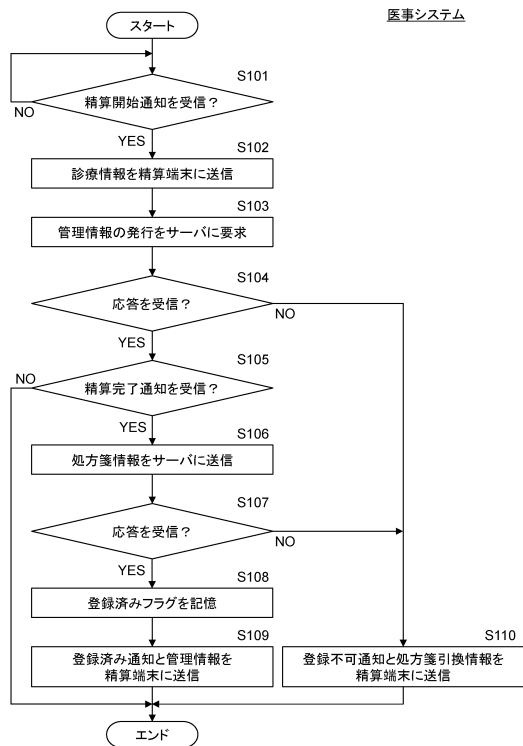 医事システム
スタート
S101
精算開始通知を受信？
NO
YES
S102
診療情報を精算端末に送信
S103
管理情報の発行をサーバに要求
S104
応答を受信？
NO
YES
S105
NO
精算完了通知を受信？
YES
S106
処方箋情報をサーバに送信
S107
応答を受信？
NO
YES
S108
登録済みフラグを記憶
S109
登録済み通知と管理情報を
精算端末に送信
S110
登録不可通知と処方箋引換情報を
精算端末に送信
エンド